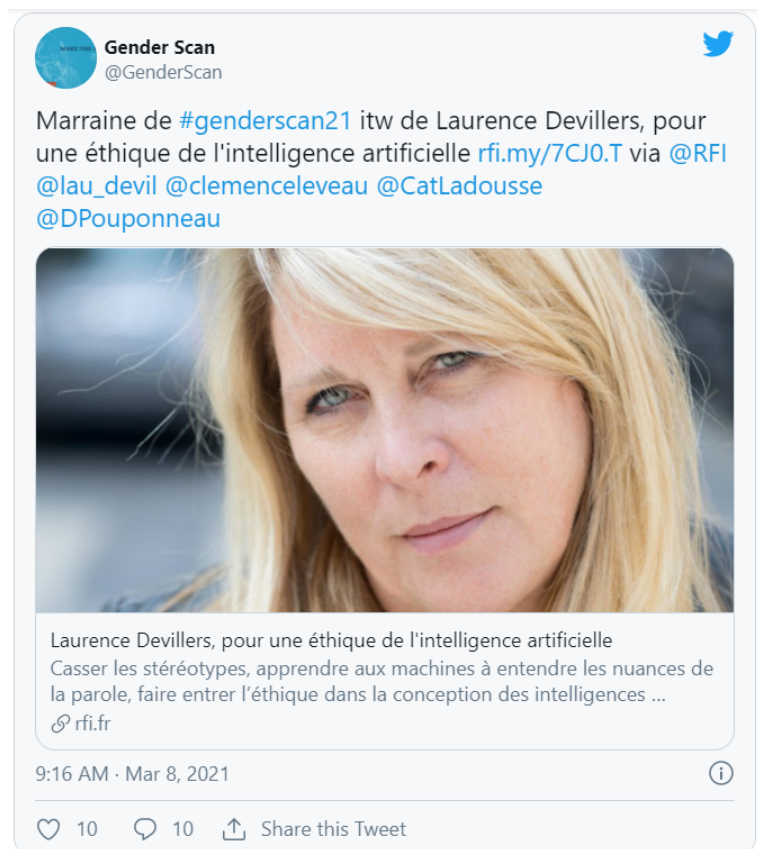 Gender Scan
@GenderScan
Marraine de #genderscan21 itw de Laurence Devillers, pour
une éthique de l'intelligence artificielle rfi.my/7CJ0.T via @RFI
@lau_devil @clemenceleveau @CatLadousse
@DPouponneau
Laurence Devillers, pour une éthique de l'intelligence artificielle
Casser les stéréotypes, apprendre aux machines à entendre les nuances de
la parole, faire entrer l’éthique dans la conception des intelligences ...
rfi.fr
9:16 AM · Mar 8, 2021
10 10 Share this Tweet